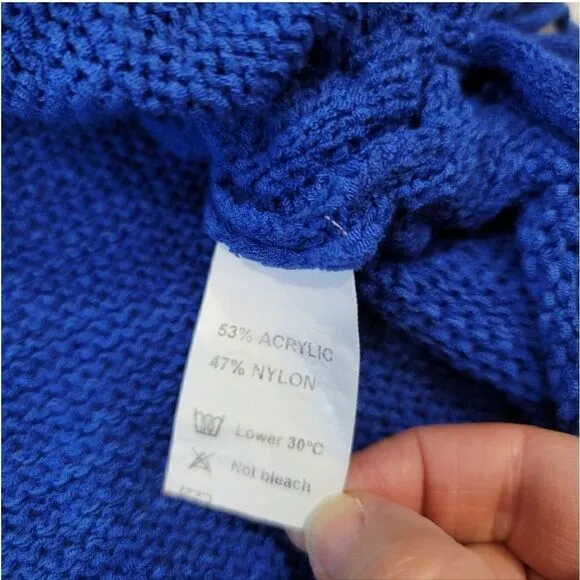 53% ACRYLIC
47% NYLON
Lower 30°C
Not bleach